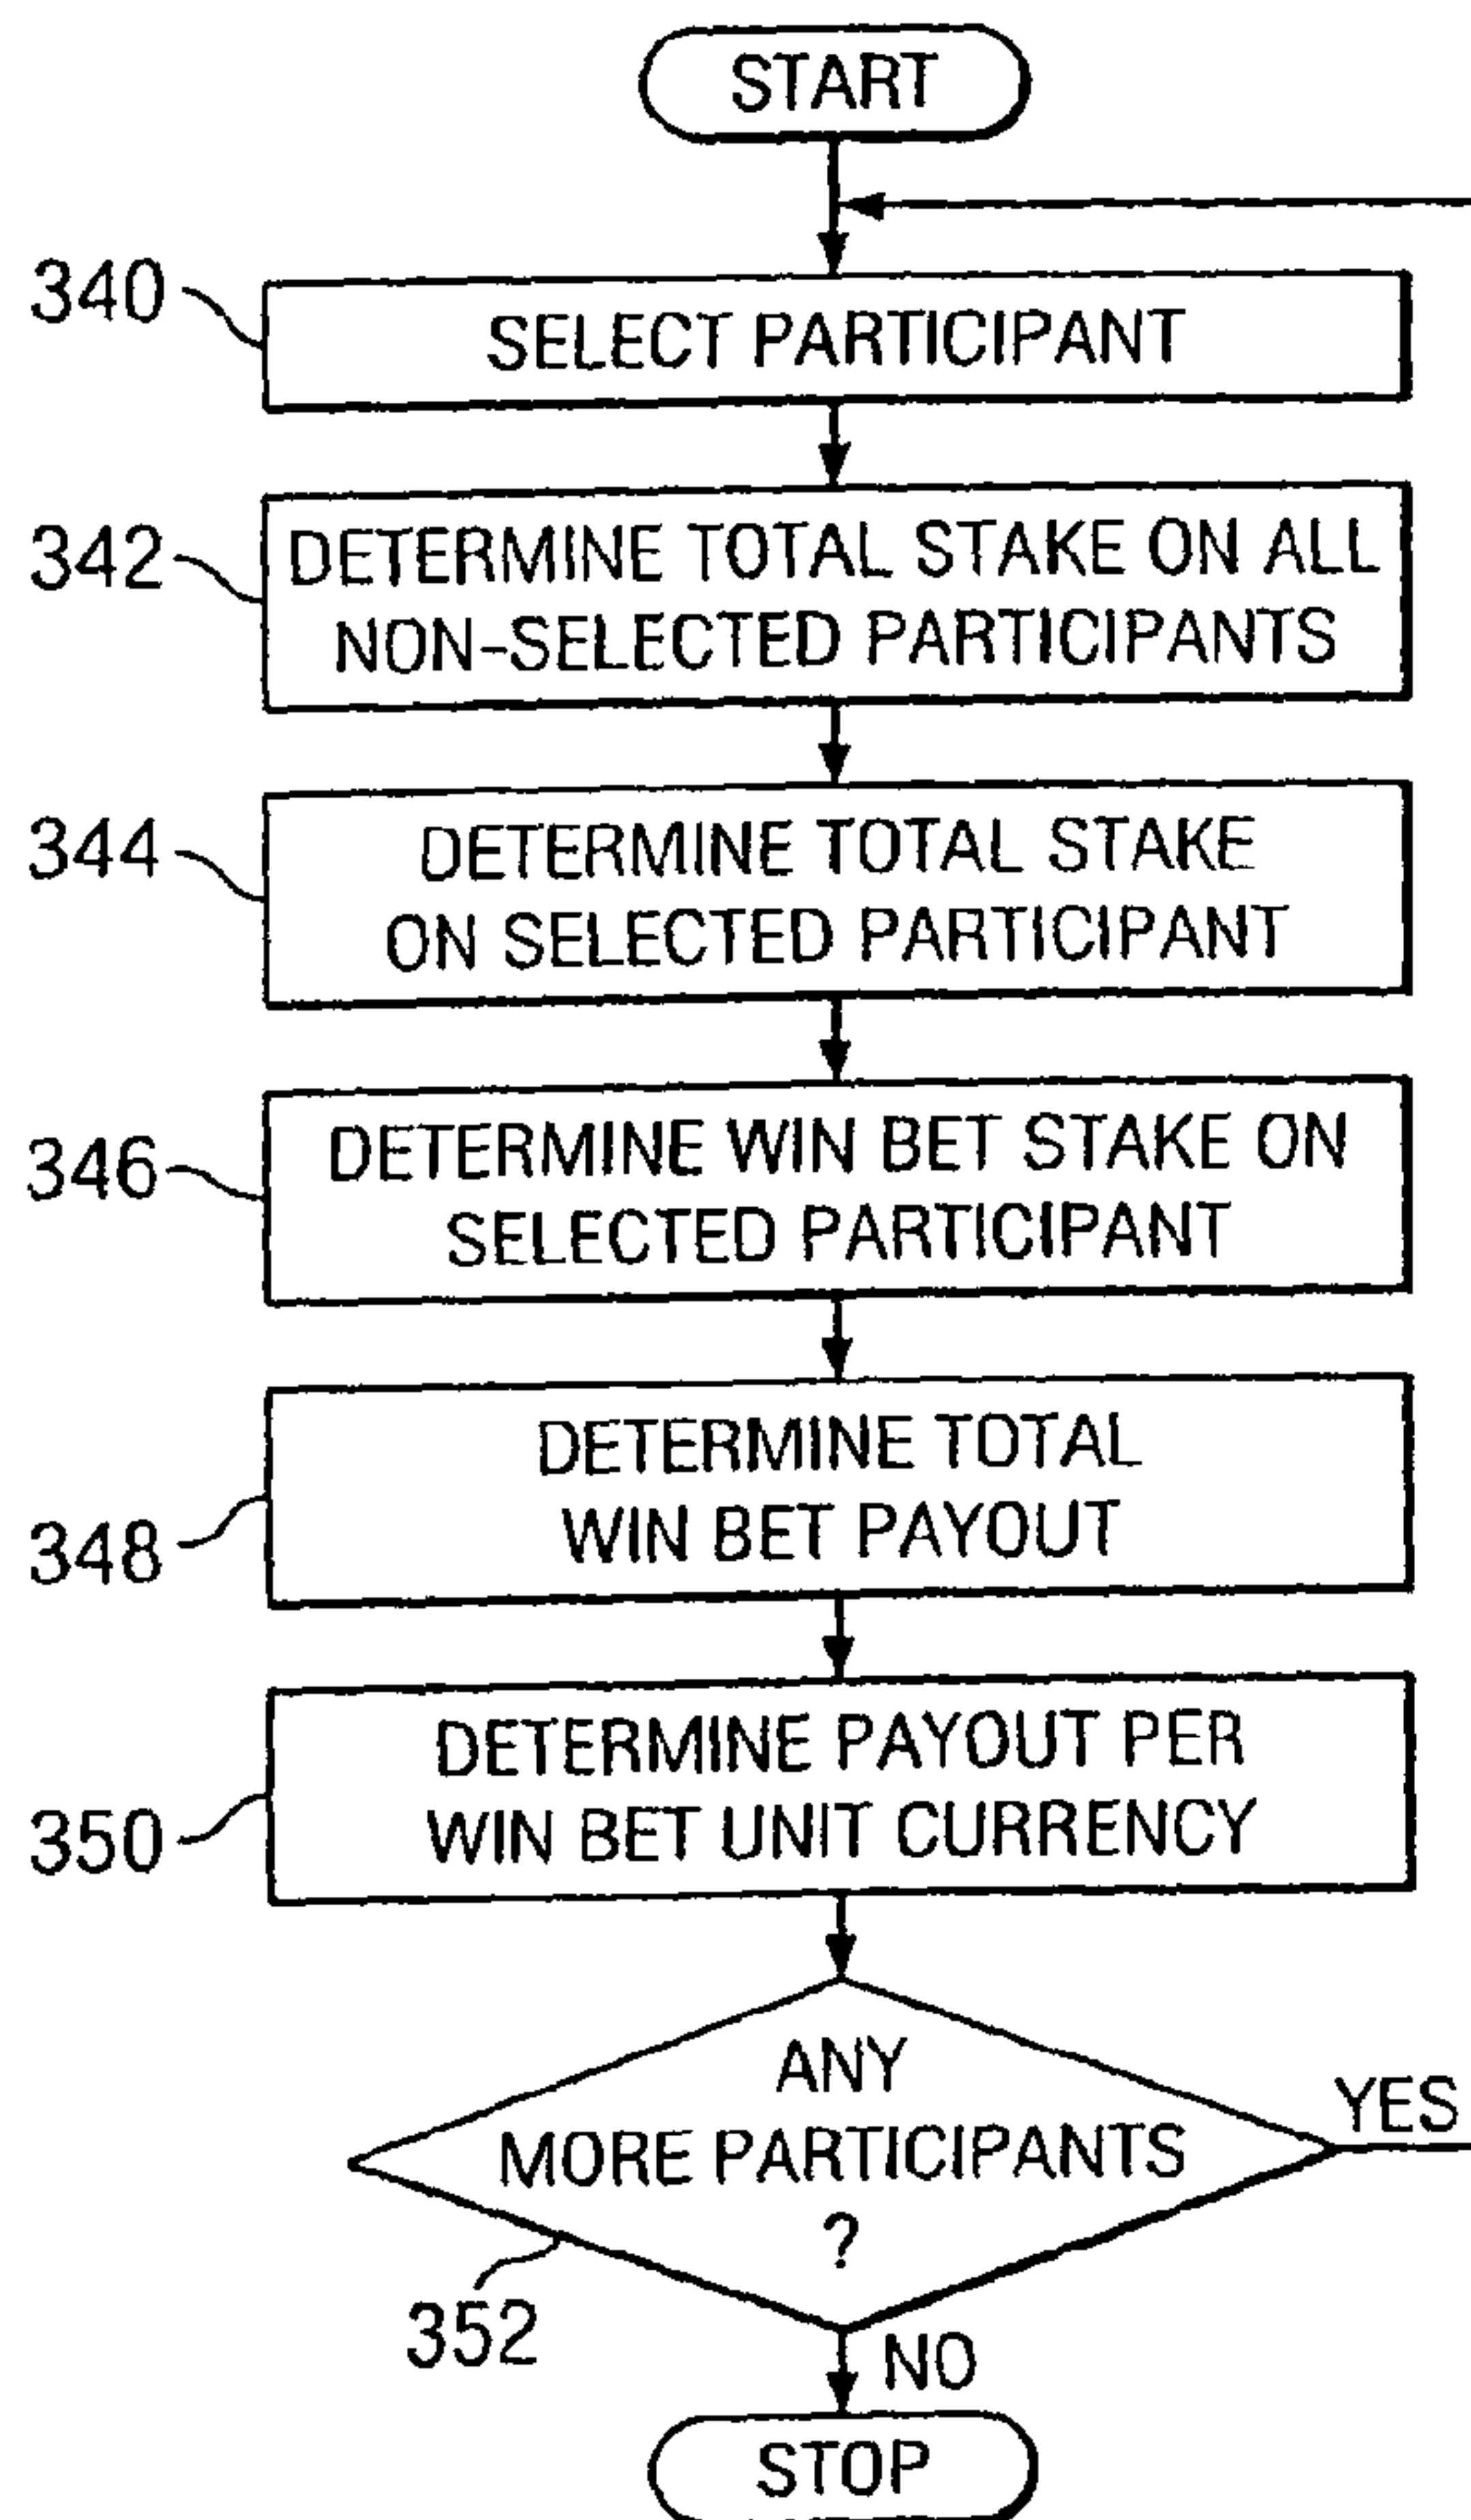 START
340
SELECT PARTICIPANT
342
DETERMINE TOTAL STAKE ON ALL
NON-SELECTED PARTICIPANTS
344
DETERMINE TOTAL STAKE
ON SELECTED PARTICIPANT
346
DETERMINE WIN BET STAKE ON
SELECTED PARTICIPANT
348
DETERMINE TOTAL
WIN BET PAYOUT
350
DETERMINE PAYOUT PER
WIN BET UNIT CURRENCY
ANY
MORE PARTICIPANTS
?
YES
352
NO
STOP